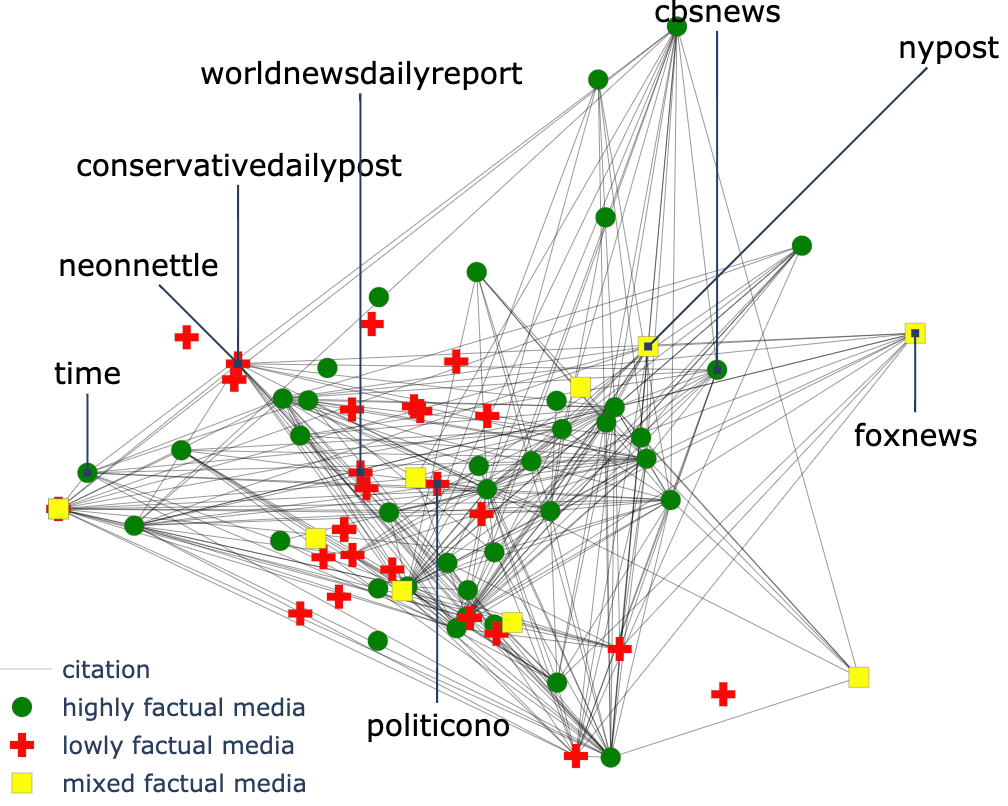 cbsnews
nypost
worldnewsdailyreport
conservativedailypost
neonnettle
time
foxnews
politicono
citation
highly factual media
lowly factual media
mixed factual media